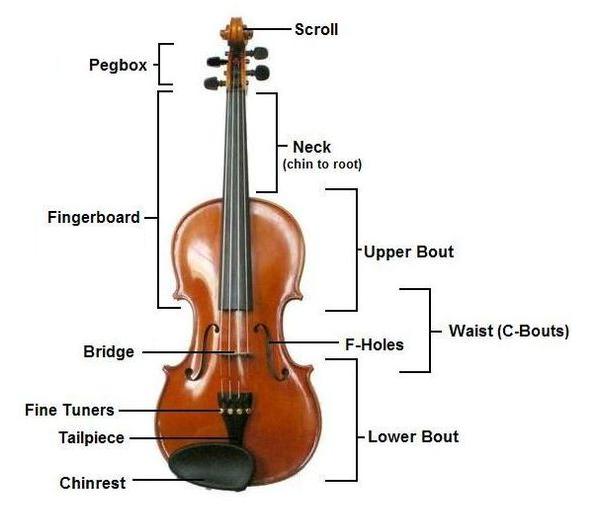 Scroll
Pegbox
Neck
(chin to root)
Fingerboard
Upper Bout
Waist (C-Bouts)
F-Holes
Bridge
Fine Tuners
Lower Bout
Tailpiece
Chinrest